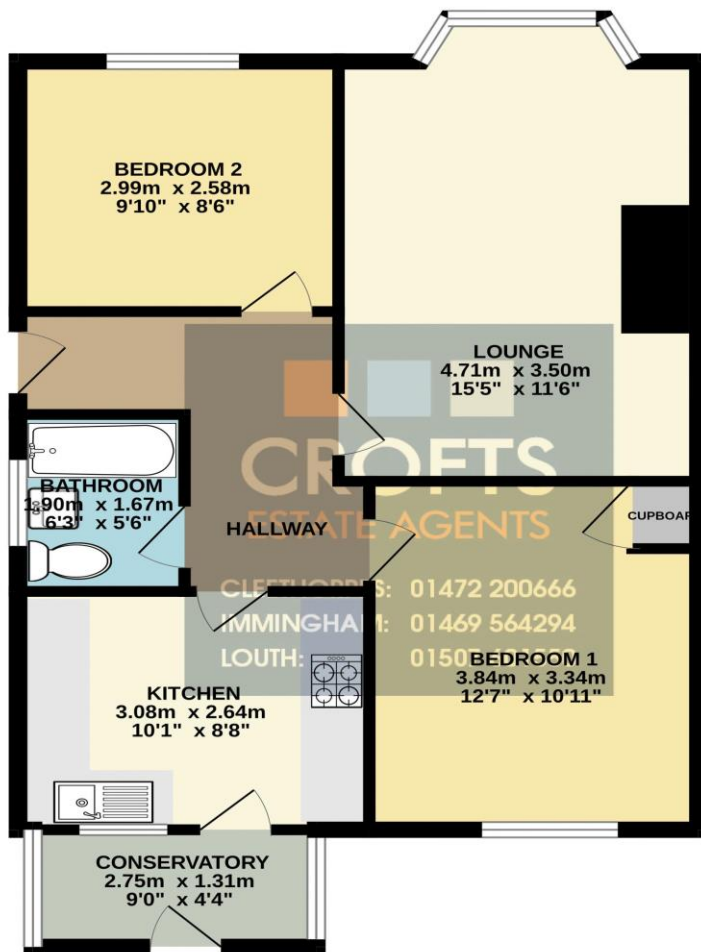 BEDROOM 2
2.99m x 2.58m
9'10" x 8'6"
LOUNGE
4.71m x 3.50m
15'5" x 11'6"
CROFTS
ESTATE AGENTS
BATHROOM
1.90m x 1.67m
6'3" x 5'6"
HALLWAY
CUPBOAR
CLEETHORPES: 01472 200666
IMMINGHAM: 01469 564294
LOUTH:
BEDROOM 1
3.84m x 3.34m
12'7" x 10'11"
KITCHEN
3.08m x 2.64m
10'1" x 8'8"
CONSERVATORY
2.75m x 1.31m
9'0" x 4'4"